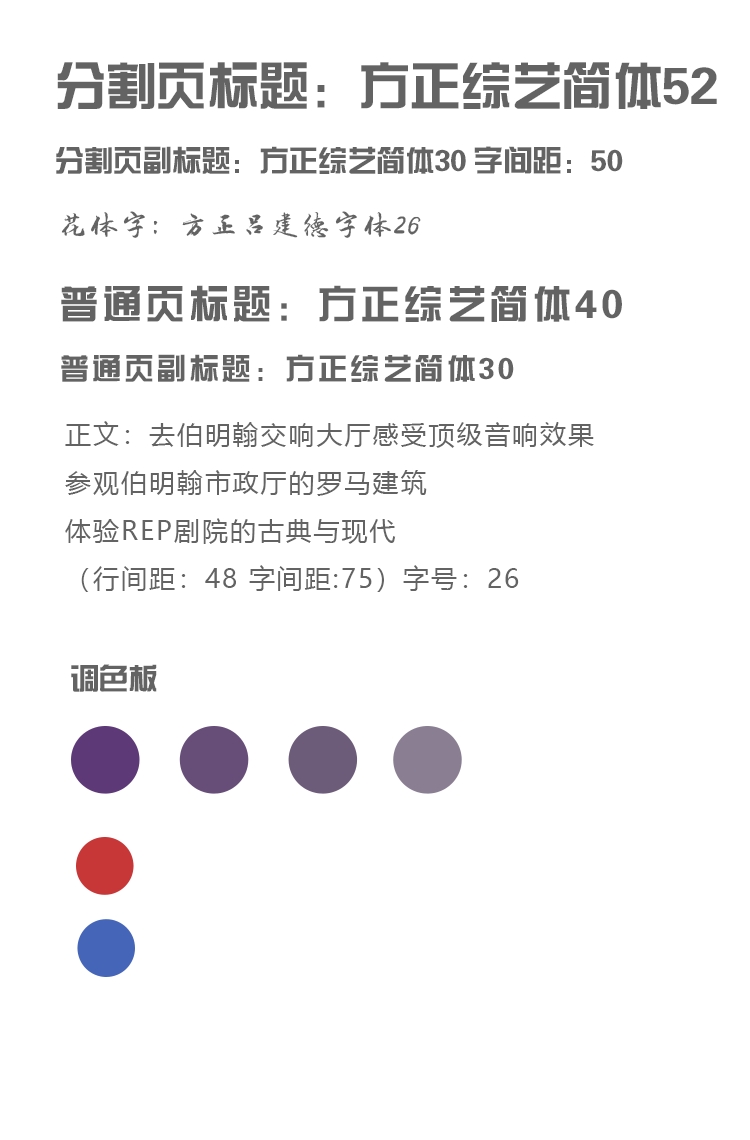 分割页标题：方正综艺简体52
分割页副标题：方正综艺简体30 字间距：50
花体字：方正吕建德字体26
普通页标题：方正综艺简体40
普通页副标题：方正综艺简体30
正文：去伯明翰交响大厅感受顶级音响效果
参观伯明翰市政厅的罗马建筑
体验REP剧院的古典与现代
（行间距：48 字间距:75）字号：26
调色板